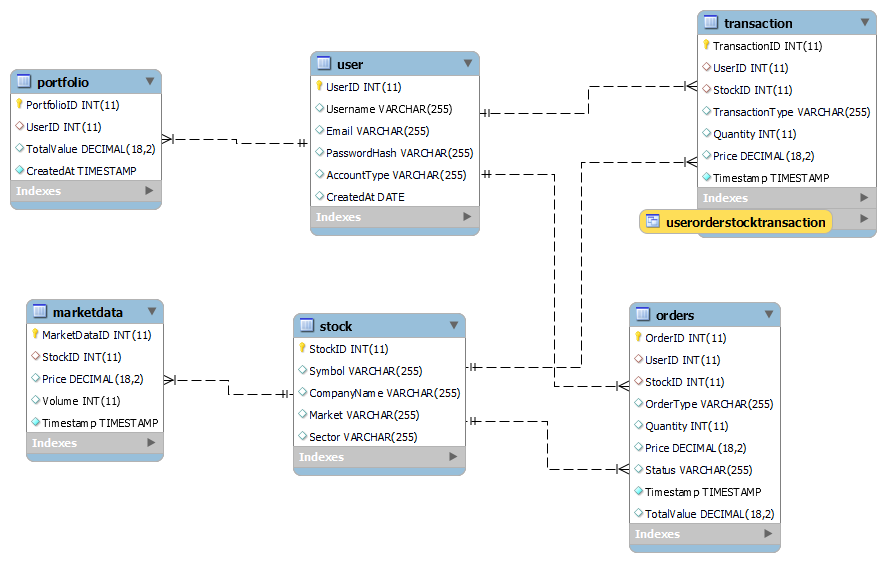 portfolio
PortfolioID INT(11)
UserID INT(11)
TotalValue DECIMAL(18,2)
CreatedAt TIMESTAMP
Indexes
user
UserID INT(11)
Username VARCHAR(255)
Email VARCHAR(255)
PasswordHash VARCHAR(255)
AccountType VARCHAR(255)
CreatedAt DATE
Indexes
transaction
TransactionID INT(11)
UserID INT(11)
StockID INT(11)
TransactionType VARCHAR(255)
Quantity INT(11)
Price DECIMAL(18,2)
Timestamp TIMESTAMP
Indexes
userorderstocktransaction
marketdata
MarketDataID INT(11)
StockID INT(11)
Price DECIMAL(18,2)
Volume INT(11)
Timestamp TIMESTAMP
Indexes
stock
StockID INT(11)
Symbol VARCHAR(255)
CompanyName VARCHAR(255)
Market VARCHAR(255)
Sector VARCHAR(255)
Indexes
orders
OrderID INT(11)
UserID INT(11)
StockID INT(11)
OrderType VARCHAR(255)
Quantity INT(11)
Price DECIMAL(18,2)
Status VARCHAR(255)
Timestamp TIMESTAMP
TotalValue DECIMAL(18,2)
Indexes